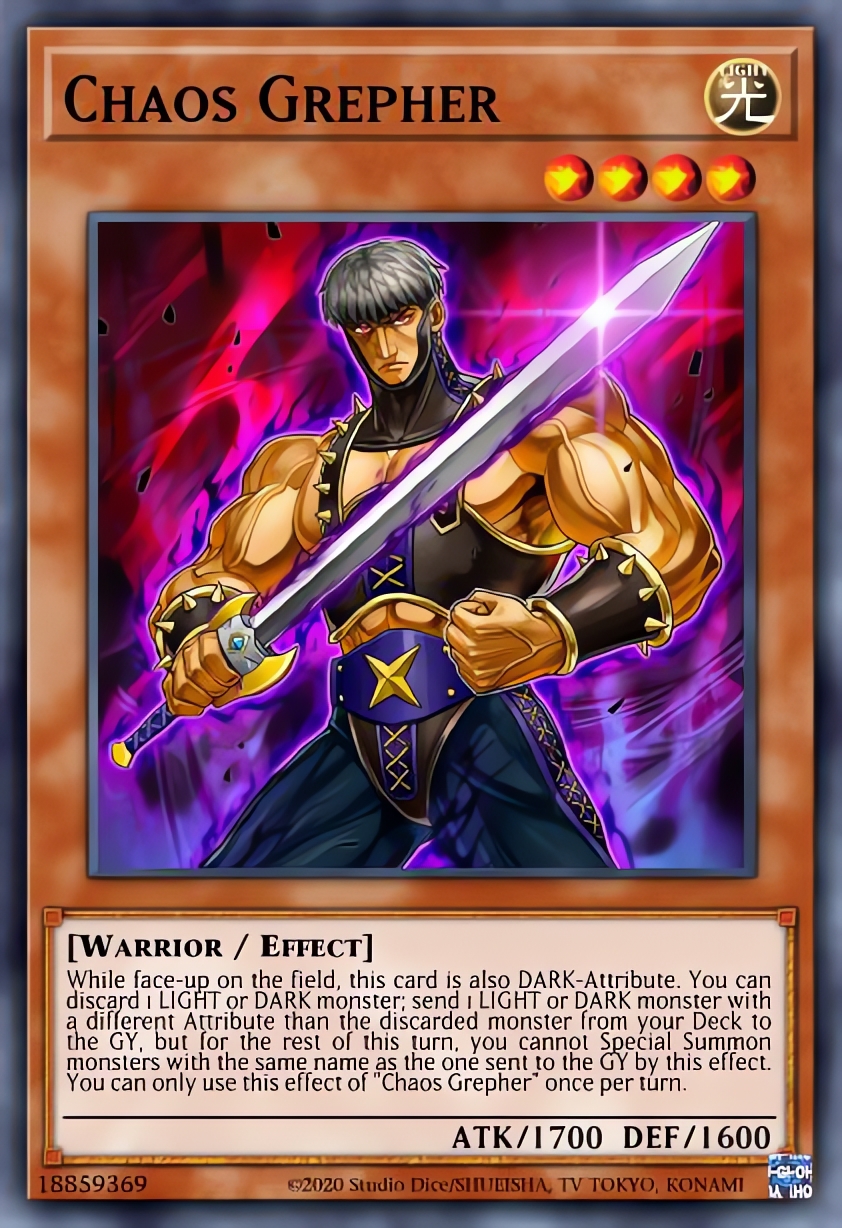 CHAOS GREPHER
LIGHT
光
[WARRIOR / EFFECT]
While face-up on the field, this card is also DARK-Attribute. You can
discard 1 LIGHT or DARK monster; send 1 LIGHT or DARK monster with
a different Attribute than the discarded monster from your Deck to
the GY, but for the rest of this turn, you cannot Special Summon
monsters with the same name as the one sent to the GY by this effect.
You can only use this effect of "Chaos Grepher" once per turn.
ATK/1700 DEF/1600
18859369 ©2020 Studio Dice/SHUEISHA, TV TOKYO, KONAMI